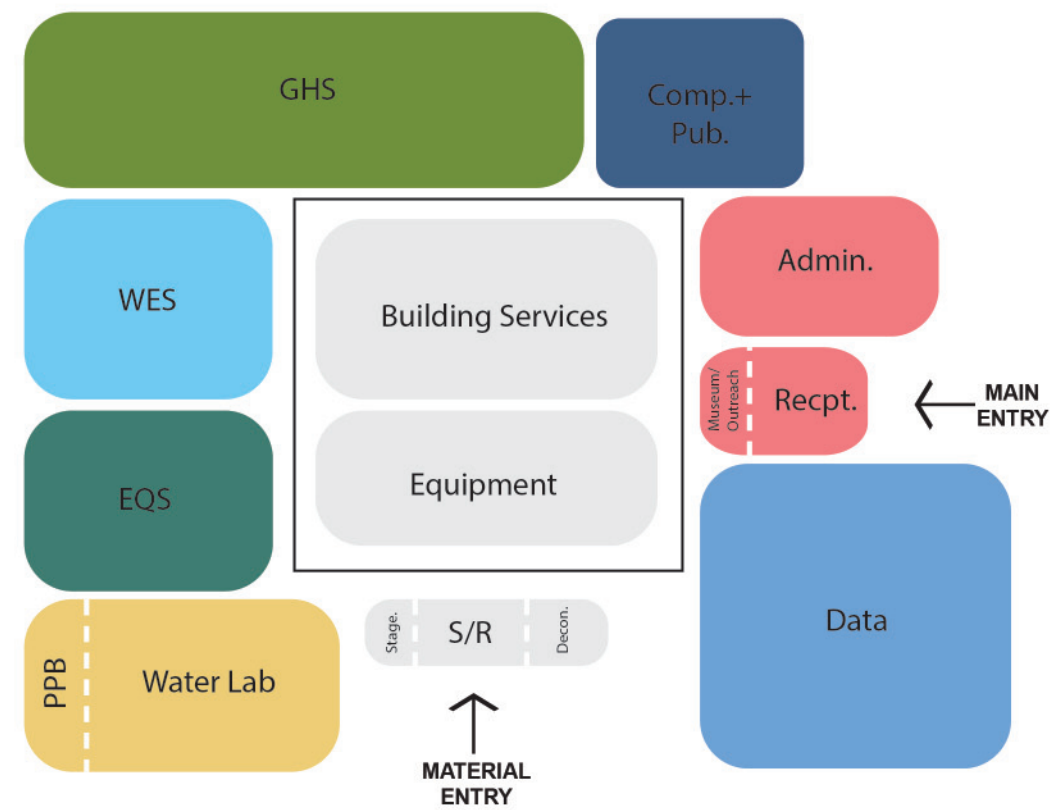 GHS
Comp.+
Pub.
WES
Building Services
Admin.
Museum/
Outreach
Recpt.
MAIN
ENTRY
EQS
Equipment
PPB
Water Lab
Stage.
S/R
Decon.
Data
MATERIAL
ENTRY